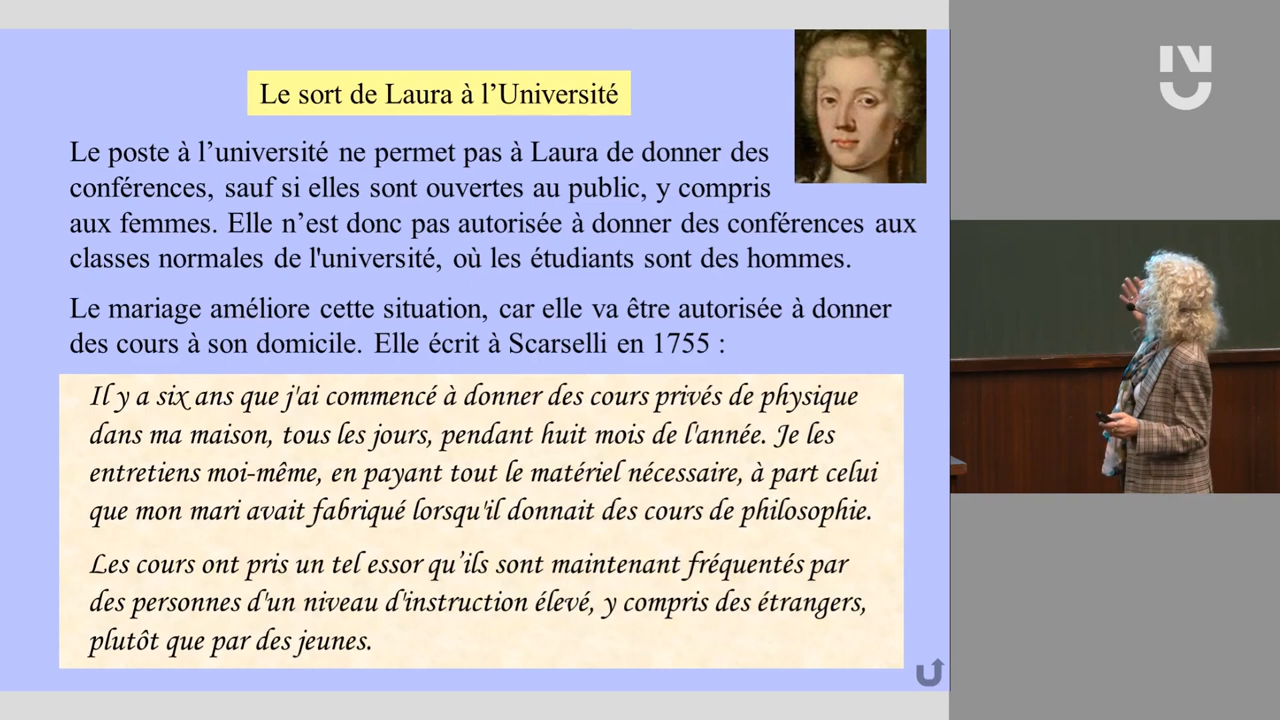 Le sort de Laura à l’Université
Le poste à l’université ne permet pas à Laura de donner des
conférences, sauf si elles sont ouvertes au public, y compris
aux femmes. Elle n’est donc pas autorisée à donner des conférences aux
classes normales de l'université, où les étudiants sont des hommes.
Le mariage améliore cette situation, car elle va être autorisée à donner
des cours à son domicile. Elle écrit à Scarselli en 1755 :
Il y a six ans que j'ai commencé à donner des cours privés de physique
dans ma maison, tous les jours, pendant huit mois de l'année. Je les
entretiens moi-même, en payant tout le matériel nécessaire, à part celui
que mon mari avait fabriqué lorsqu'il donnait des cours de philosophie.
Les cours ont pris un tel essor qu’ils sont maintenant fréquentés par
des personnes d'un niveau d'instruction élevé, y compris des étrangers,
plutôt que par des jeunes.